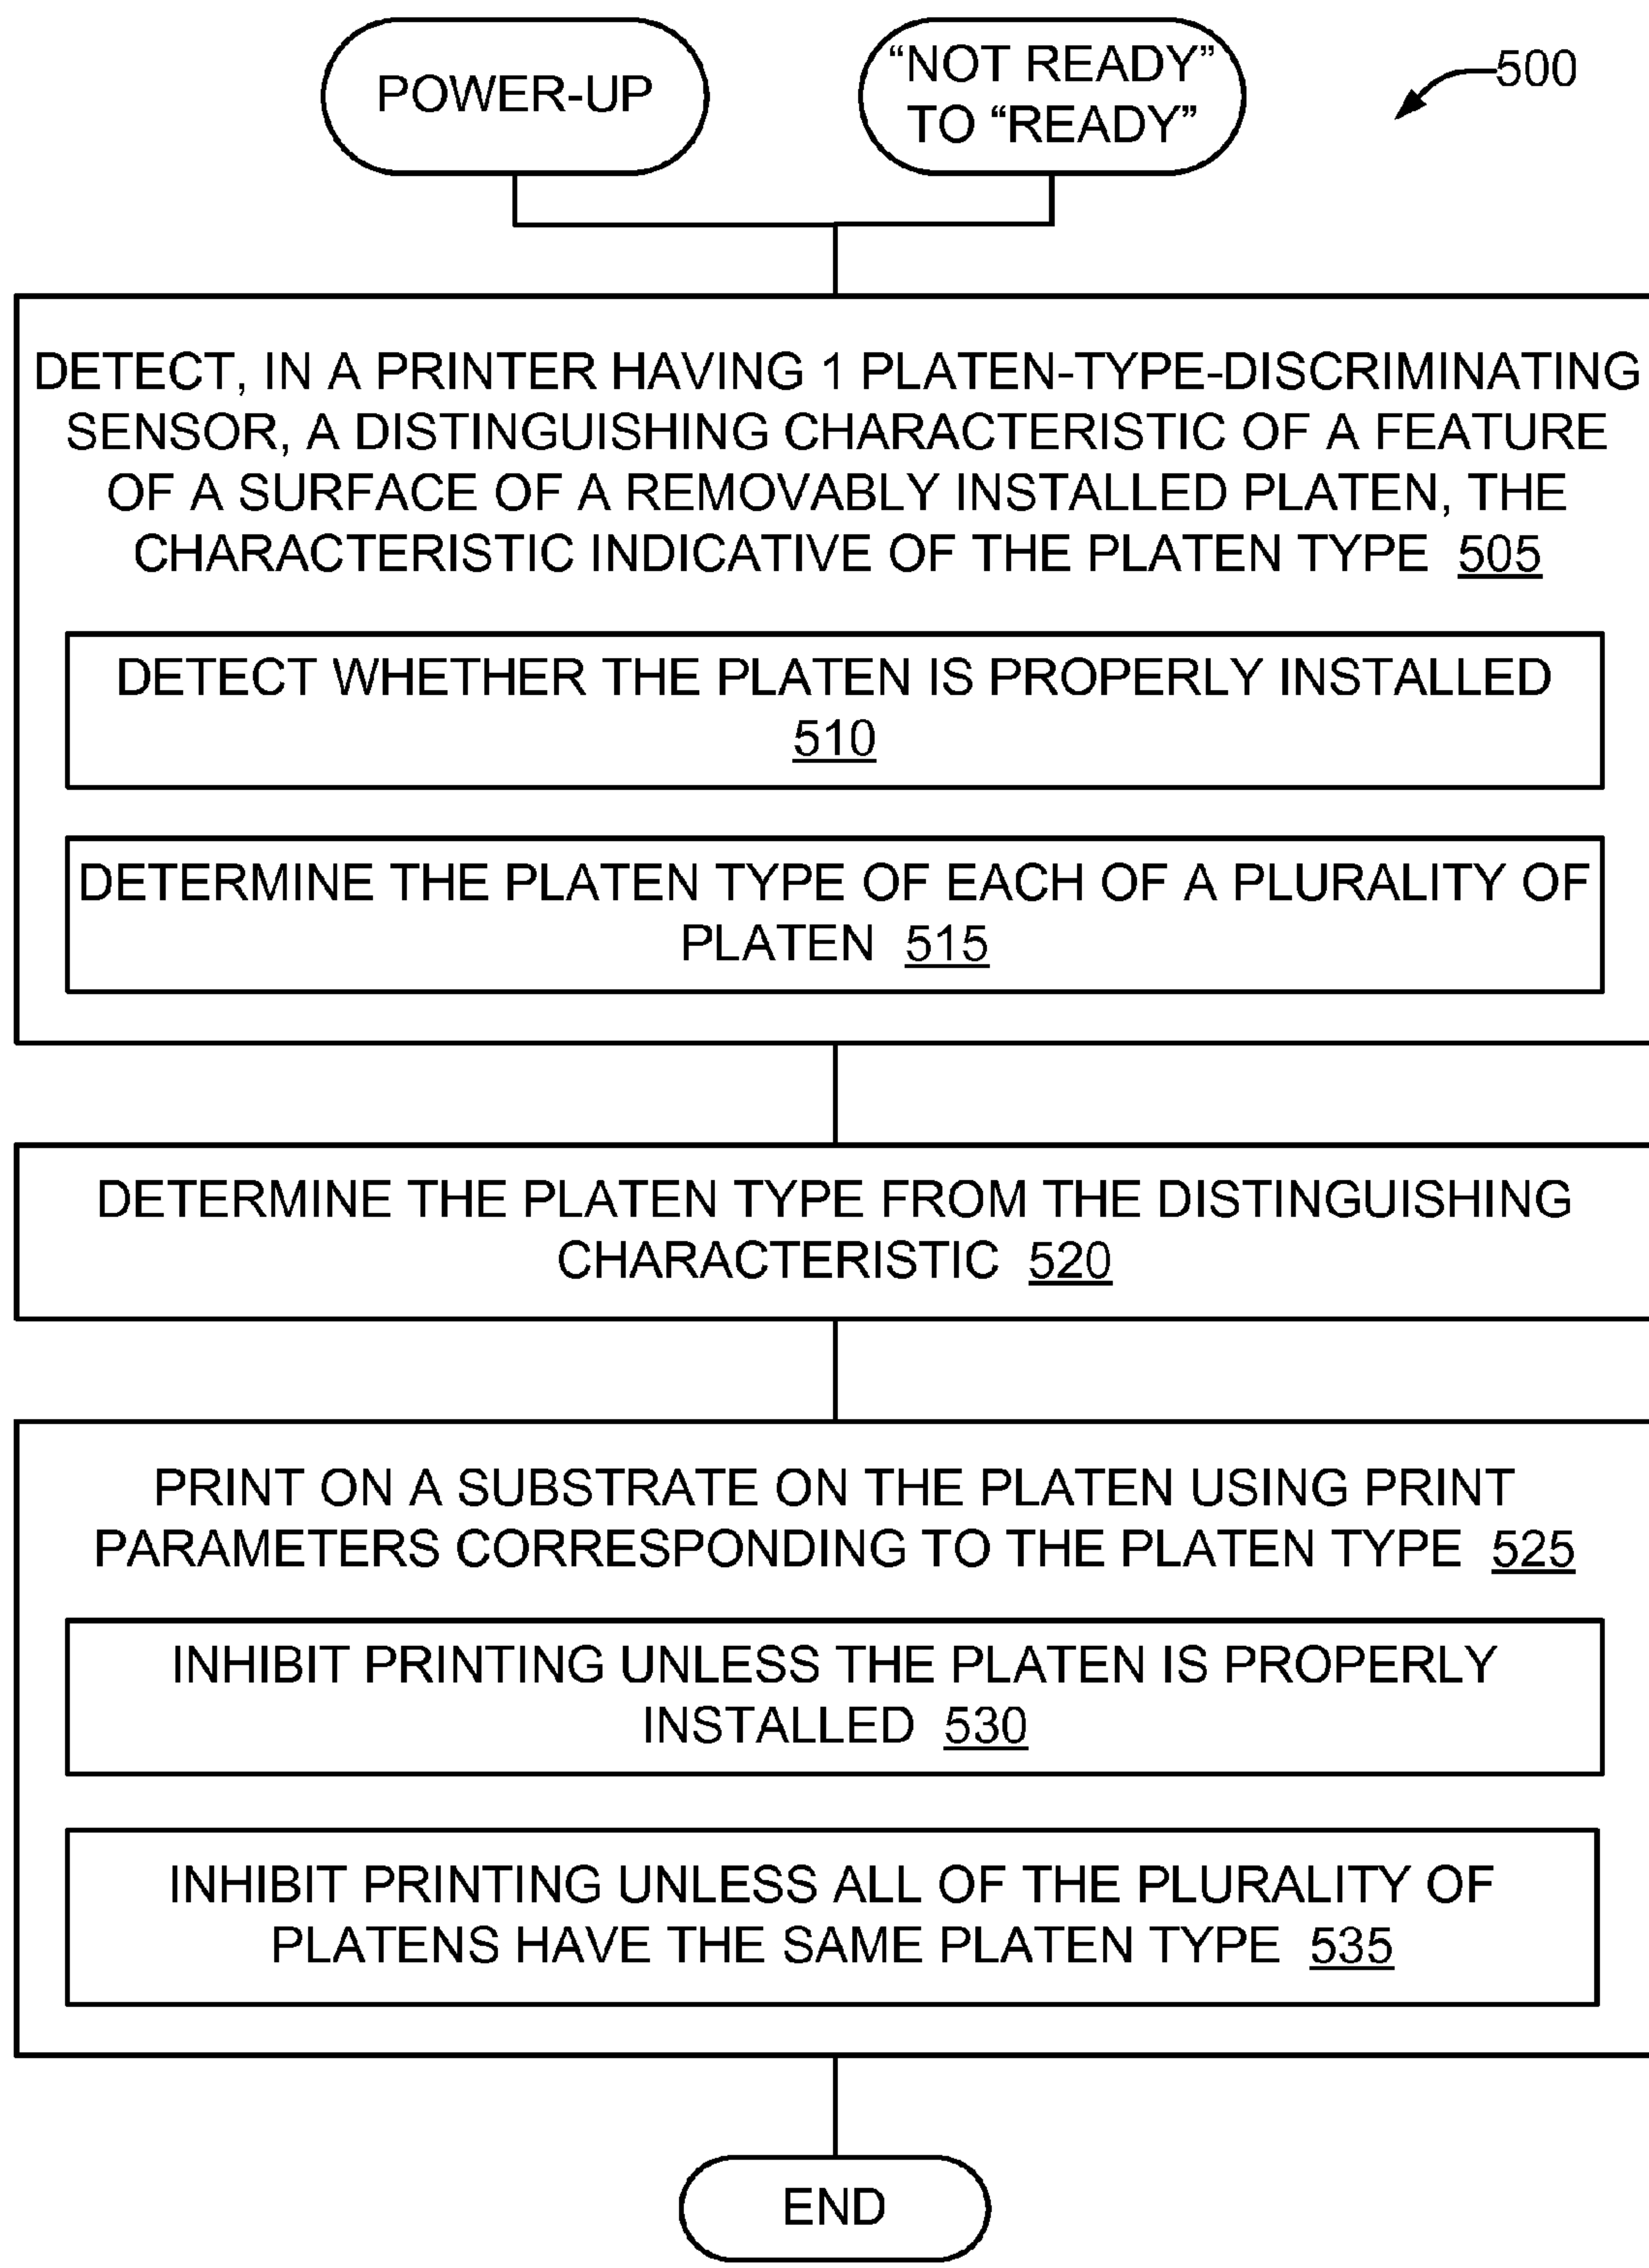 POWER-UP
“NOT READY”
TO “READY”
500
DETECT, IN A PRINTER HAVING 1 PLATEN-TYPE-DISCRIMINATING
SENSOR, A DISTINGUISHING CHARACTERISTIC OF A FEATURE
OF A SURFACE OF A REMOVABLY INSTALLED PLATEN, THE
CHARACTERISTIC INDICATIVE OF THE PLATEN TYPE 505
DETECT WHETHER THE PLATEN IS PROPERLY INSTALLED
510
DETERMINE THE PLATEN TYPE OF EACH OF A PLURALITY OF
PLATEN 515
DETERMINE THE PLATEN TYPE FROM THE DISTINGUISHING
CHARACTERISTIC 520
PRINT ON A SUBSTRATE ON THE PLATEN USING PRINT
PARAMETERS CORRESPONDING TO THE PLATEN TYPE 525
INHIBIT PRINTING UNLESS THE PLATEN IS PROPERLY
INSTALLED 530
INHIBIT PRINTING UNLESS ALL OF THE PLURALITY OF
PLATENS HAVE THE SAME PLATEN TYPE 535
END